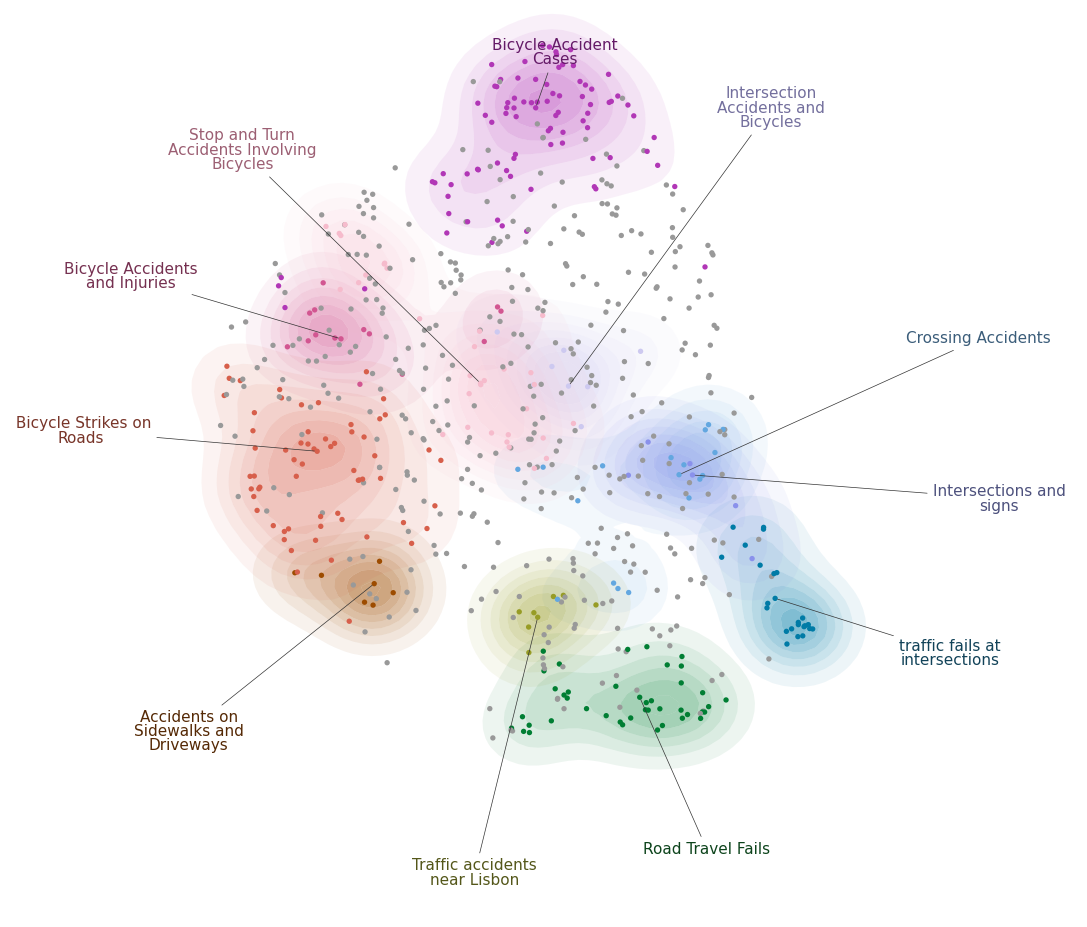 Bicycle Accident
Cases
Intersection
Accidents and
Bicycles
Stop and Turn
Accidents Involving
Bicycles
Bicycle Accidents
and Injuries
Crossing Accidents
Bicycle Strikes on
Roads
Intersections and
signs
traffic fails at
intersections
Accidents on
Sidewalks and
Driveways
Road Travel Fails
Traffic accidents
near Lisbon